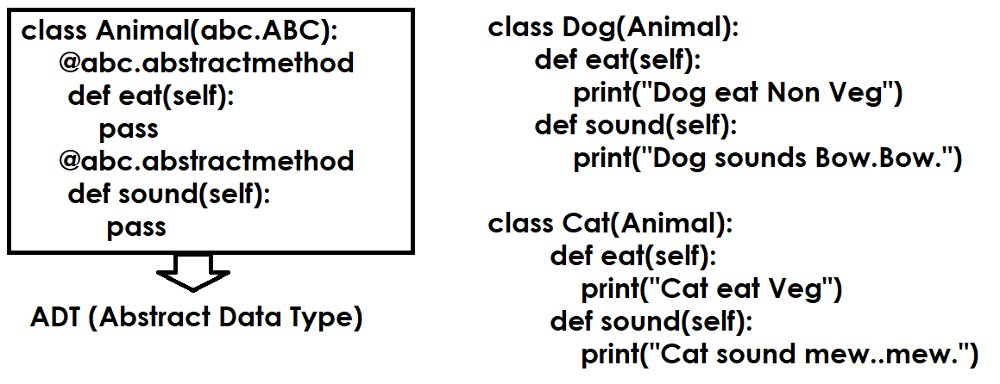 class Animal(abc.ABC):
@abc.abstractmethod
def eat(self):
pass
@abc.abstractmethod
def sound(self):
pass
ADT (Abstract Data Type)
class Dog(Animal):
def eat(self):
print("Dog eat Non Veg")
def sound(self):
print("Dog sounds Bow.Bow.")
class Cat(Animal):
def eat(self):
print("Cat eat Veg")
def sound(self):
print("Cat sound mew..mew.")